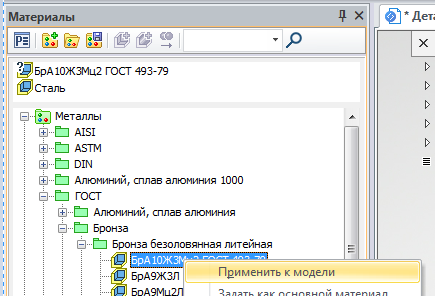 Материалы
* Дета
БрА10Ж3Мц2 ГОСТ 493-79
Сталь
Металлы
AISI
ASTM
DIN
Алюминий, сплав алюминия 1000
ГОСТ
Алюминий, сплав алюминия
Бронза
Бронза безоловянная литейная
БрА10Ж3Мц2 ГОСТ 493-79
БрА9Ж3Л
Применить к модели
БрА9Мц2Л
Задать как основной материал